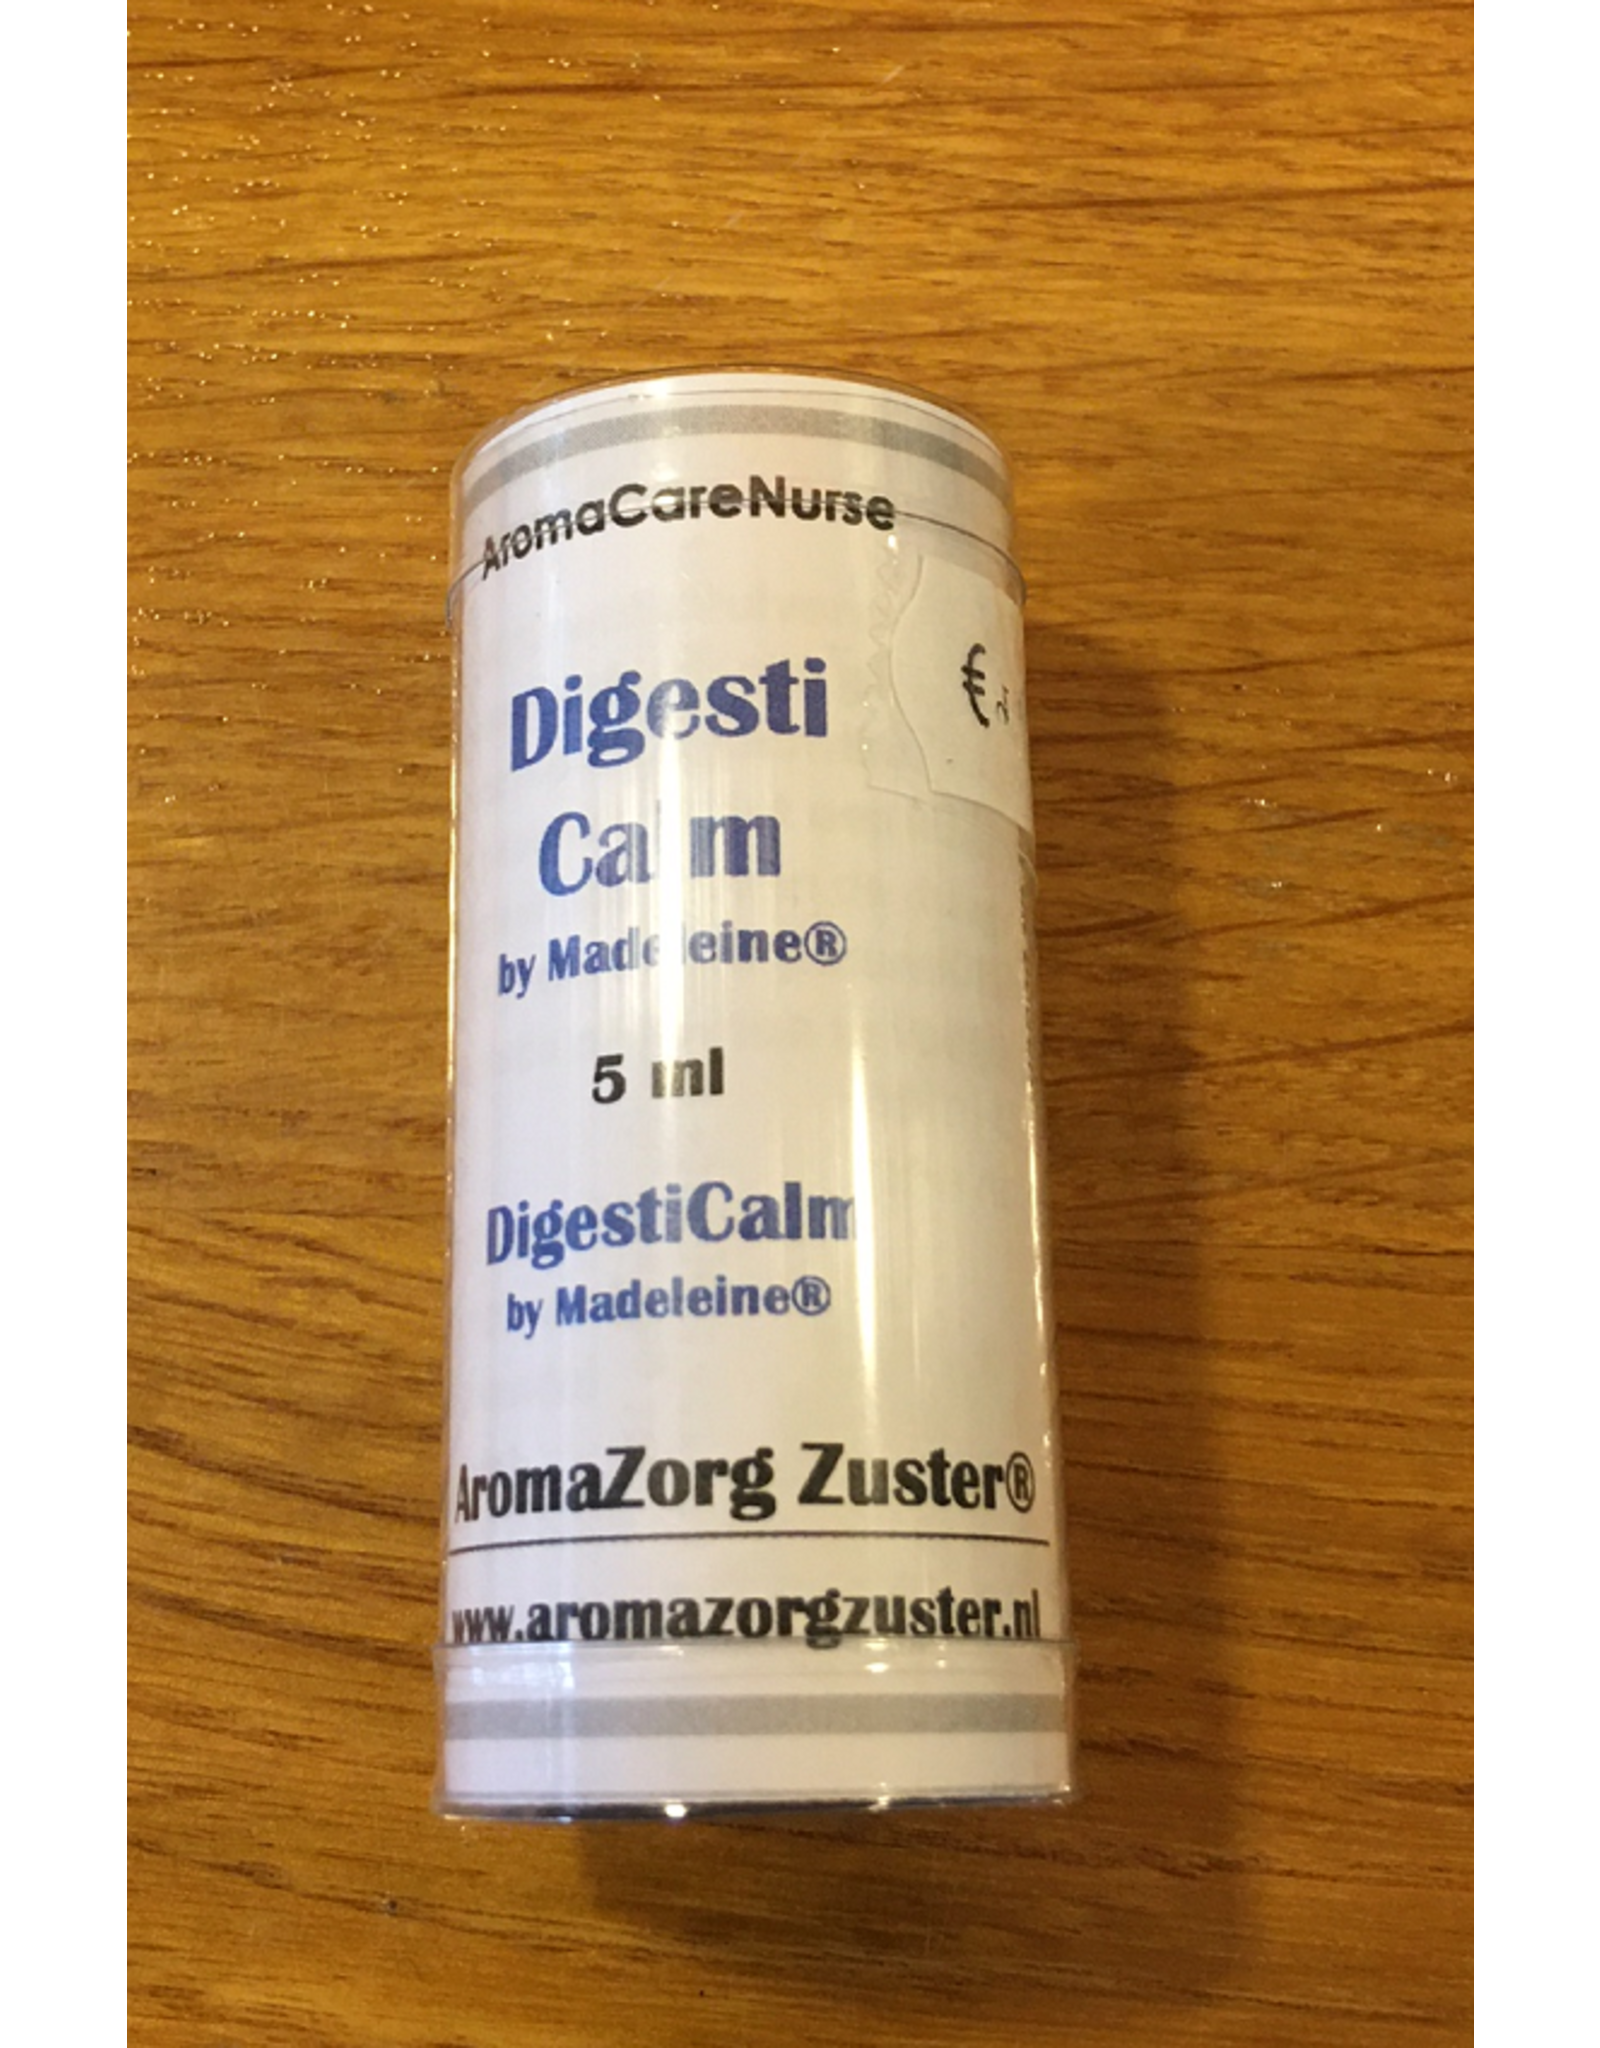 AromaCareNurse
€
Digesti
Calm
by Madeleine®
5 ml
DigestiCalm
by Madeleine®
AromaZorg Zuster®
www.aromazorgzuster.nl